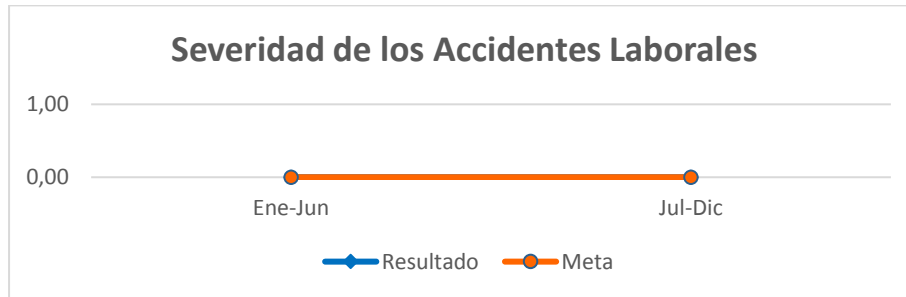 Severidad de los Accidentes Laborales
1,00
0,00
Ene-Jun Jul-Dic
Resultado Meta